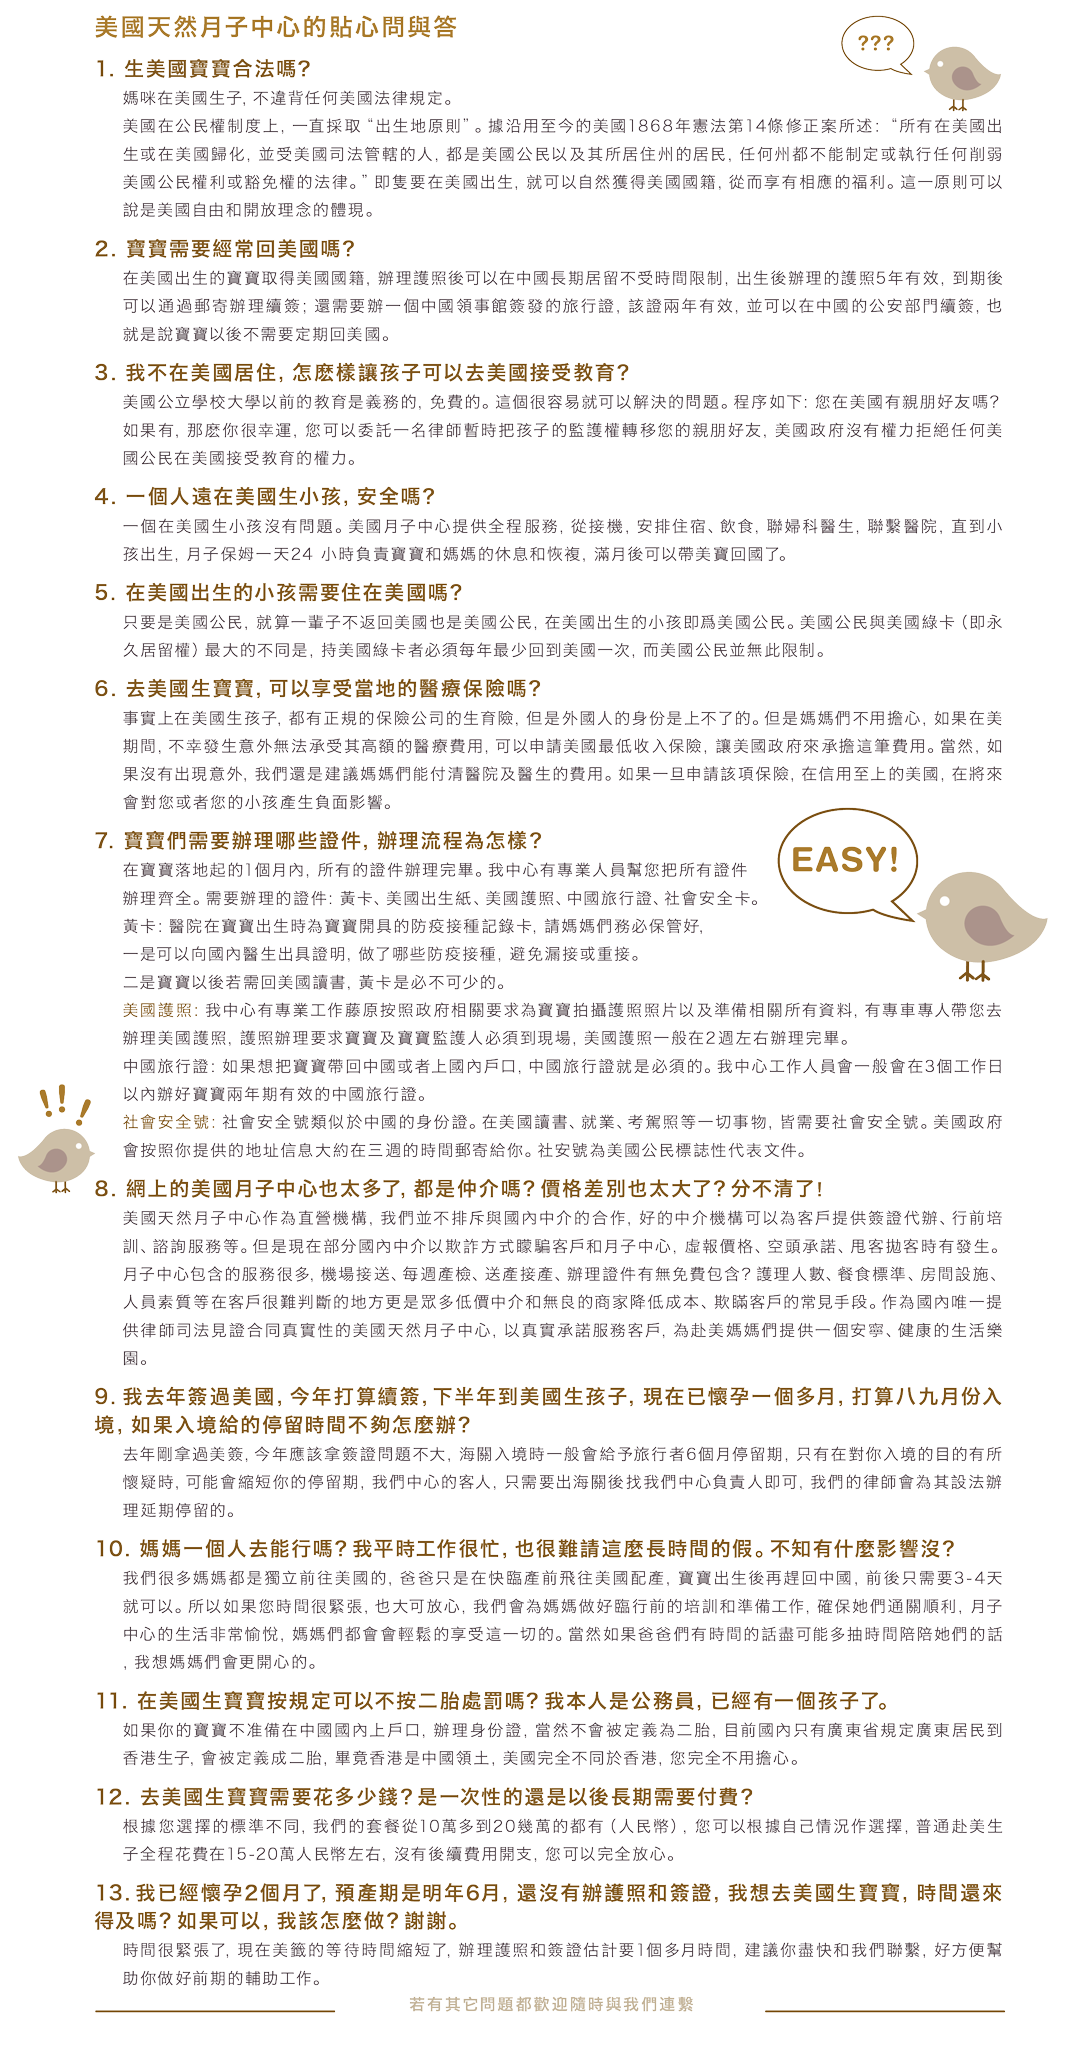 美國天然月子中心的貼心問與答
???
1. 生美國寶寶合法嗎?
媽咪在美國生子, 不違背任何美國法律規定。
美國在公民權制度上, 一直採取“出生地原則”。據沿用至今的美國1868年憲法第14條修正案所述: “所有在美國出
生或在美國歸化, 並受美國司法管轄的人, 都是美國公民以及其所居住州的居民, 任何州都不能制定或執行任何削弱
美國公民權利或豁免權的法律。”即隻要在美國出生, 就可以自然獲得美國國籍, 從而享有相應的福利。這一原則可以
說是美國自由和開放理念的體現。
2. 寶寶需要經常回美國嗎?
在美國出生的寶寶取得美國國籍, 辦理護照後可以在中國長期居留不受時間限制, 出生後辦理的護照5年有效, 到期後
可以通過郵寄辦理續簽; 還需要辦一個中國領事館簽發的旅行證, 該證兩年有效, 並可以在中國的公安部門續簽, 也
就是說寶寶以後不需要定期回美國。
3. 我不在美國居住, 怎麽樣讓孩子可以去美國接受教育?
美國公立學校大學以前的教育是義務的, 免費的。這個很容易就可以解決的問題。程序如下: 您在美國有親朋好友嗎?
如果有, 那麽你很幸運, 您可以委託一名律師暫時把孩子的監護權轉移您的親朋好友, 美國政府沒有權力拒絕任何美
國公民在美國接受教育的權力。
4. 一個人遠在美國生小孩, 安全嗎?
一個在美國生小孩沒有問題。美國月子中心提供全程服務, 從接機, 安排住宿、飲食, 聯婦科醫生, 聯繫醫院, 直到小
孩出生, 月子保姆一天24 小時負責寶寶和媽媽的休息和恢複, 滿月後可以帶美寶回國了。
5. 在美國出生的小孩需要住在美國嗎?
只要是美國公民, 就算一輩子不返回美國也是美國公民, 在美國出生的小孩即爲美國公民。美國公民與美國綠卡（即永
久居留權）最大的不同是, 持美國綠卡者必須每年最少回到美國一次, 而美國公民並無此限制。
6. 去美國生寶寶, 可以享受當地的醫療保險嗎?
事實上在美國生孩子, 都有正規的保險公司的生育險, 但是外國人的身份是上不了的。但是媽媽們不用擔心, 如果在美
期間, 不幸發生意外無法承受其高額的醫療費用, 可以申請美國最低收入保險, 讓美國政府來承擔這筆費用。當然, 如
果沒有出現意外, 我們還是建議媽媽們能付清醫院及醫生的費用。如果一旦申請該項保險, 在信用至上的美國, 在將來
會對您或者您的小孩產生負面影響。
7. 寶寶們需要辦理哪些證件, 辦理流程為怎樣?
EASY!
在寶寶落地起的1個月內, 所有的證件辦理完畢。我中心有專業人員幫您把所有證件
辦理齊全。需要辦理的證件: 黃卡、美國出生紙、美國護照、中國旅行證、社會安全卡。
黃卡: 醫院在寶寶出生時為寶寶開具的防疫接種記錄卡, 請媽媽們務必保管好,
一是可以向國內醫生出具證明, 做了哪些防疫接種, 避免漏接或重接。
二是寶寶以後若需回美國讀書, 黃卡是必不可少的。
美國護照: 我中心有專業工作藤原按照政府相關要求為寶寶拍攝護照照片以及準備相關所有資料, 有專車專人帶您去
辦理美國護照, 護照辦理要求寶寶及寶寶監護人必須到現場, 美國護照一般在2週左右辦理完畢。
中國旅行證: 如果想把寶寶帶回中國或者上國內戶口, 中國旅行證就是必須的。我中心工作人員會一般會在3個工作日
以內辦好寶寶兩年期有效的中國旅行證。
!!!
社會安全號: 社會安全號類似於中國的身份證。在美國讀書、就業、考駕照等一切事物, 皆需要社會安全號。美國政府
會按照你提供的地址信息大約在三週的時間郵寄給你。社安號為美國公民標誌性代表文件。
8. 網上的美國月子中心也太多了, 都是仲介嗎? 價格差別也太大了? 分不清了!
美國天然月子中心作為直營機構, 我們並不排斥與國內中介的合作, 好的中介機構可以為客戶提供簽證代辦、行前培
訓、諮詢服務等。但是現在部分國內中介以欺詐方式矇騙客戶和月子中心, 虛報價格、空頭承諾、甩客拋客時有發生。
月子中心包含的服務很多, 機場接送、每週產檢、送產接產、辦理證件有無免費包含? 護理人數、餐食標準、房間設施、
人員素質等在客戶很難判斷的地方更是眾多低價中介和無良的商家降低成本、欺瞞客戶的常見手段。作為國內唯一提
供律師司法見證合同真實性的美國天然月子中心, 以真實承諾服務客戶, 為赴美媽媽們提供一個安寧、健康的生活樂
園。
9. 我去年簽過美國, 今年打算續簽, 下半年到美國生孩子, 現在已懷孕一個多月, 打算八九月份入
境, 如果入境給的停留時間不夠怎麼辦?
去年剛拿過美簽, 今年應該拿簽證問題不大, 海關入境時一般會給予旅行者6個月停留期, 只有在對你入境的目的有所
懷疑時, 可能會縮短你的停留期, 我們中心的客人, 只需要出海關後找我們中心負責人即可, 我們的律師會為其設法辦
理延期停留的。
10. 媽媽一個人去能行嗎? 我平時工作很忙, 也很難請這麼長時間的假。不知有什麼影響沒?
我們很多媽媽都是獨立前往美國的, 爸爸只是在快臨產前飛往美國配產, 寶寶出生後再趕回中國, 前後只需要3-4天
就可以。所以如果您時間很緊張, 也大可放心, 我們會為媽媽做好臨行前的培訓和準備工作, 確保她們通關順利, 月子
中心的生活非常愉悅, 媽媽們都會會輕鬆的享受這一切的。當然如果爸爸們有時間的話盡可能多抽時間陪陪她們的話
, 我想媽媽們會更開心的。
11. 在美國生寶寶按規定可以不按二胎處罰嗎? 我本人是公務員, 已經有一個孩子了。
如果你的寶寶不准備在中國國內上戶口, 辦理身份證, 當然不會被定義為二胎, 目前國內只有廣東省規定廣東居民到
香港生子, 會被定義成二胎, 畢竟香港是中國領土, 美國完全不同於香港, 您完全不用擔心。
12. 去美國生寶寶需要花多少錢? 是一次性的還是以後長期需要付費?
根據您選擇的標準不同, 我們的套餐從10萬多到20幾萬的都有（人民幣）, 您可以根據自己情況作選擇, 普通赴美生
子全程花費在15-20萬人民幣左右, 沒有後續費用開支, 您可以完全放心。
13. 我已經懷孕2個月了, 預產期是明年6月, 還沒有辦護照和簽證, 我想去美國生寶寶, 時間還來
得及嗎? 如果可以, 我該怎麼做? 謝謝。
時間很緊張了, 現在美籤的等待時間縮短了, 辦理護照和簽證估計要1個多月時間, 建議你盡快和我們聯繫, 好方便幫
助你做好前期的輔助工作。
若有其它問題都歡迎隨時與我們連繫